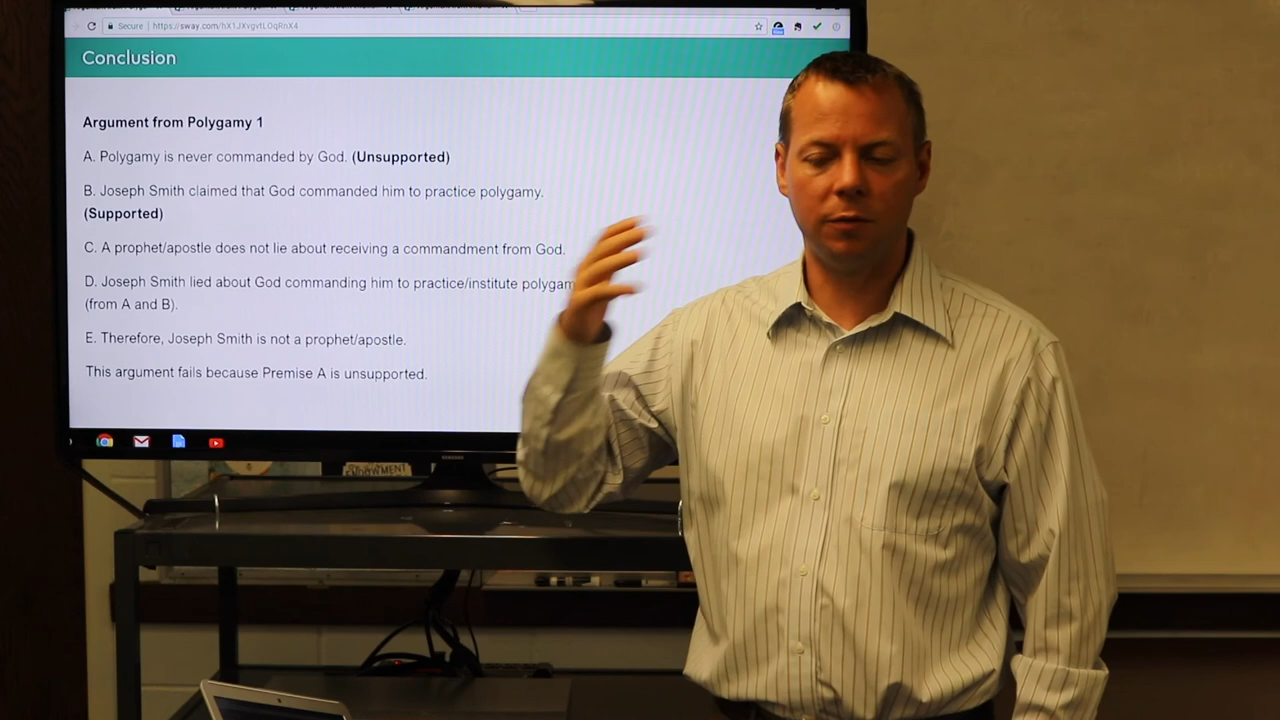 Secure https://sway.com/hX1JXvgvtLOqRnX4
Conclusion
Argument from Polygamy 1
A. Polygamy is never commanded by God. (Unsupported)
B. Joseph Smith claimed that God commanded him to practice polygamy.
(Supported)
C. A prophet/apostle does not lie about receiving a commandment from God.
D. Joseph Smith lied about God commanding him to practice/institute polygam
(from A and B).
E. Therefore, Joseph Smith is not a prophet/apostle.
This argument fails because Premise A is unsupported.
SAMSUNG
ENDOWMENT